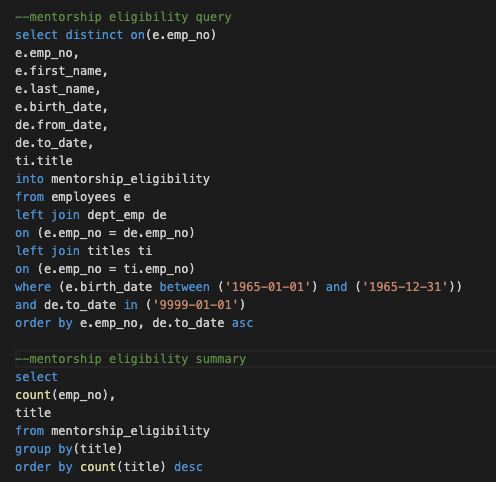 --mentorship eligibility query
select distinct on(e.emp_no)
e.emp_no,
e.first_name,
e.last_name,
e.birth_date,
de.from_date,
de.to_date,
ti.title
into mentorship_eligibility
from employees e
left join dept_emp de
on (e.emp_no = de.emp_no)
left join titles ti
on (e.emp_no = ti.emp_no)
where (e.birth_date between ('1965-01-01') and ('1965-12-31'))
and de.to_date in ('9999-01-01')
order by e.emp_no, de.to_date asc

--mentorship eligibility summary
select
count(emp_no),
title
from mentorship_eligibility
group by(title)
order by count(title) desc